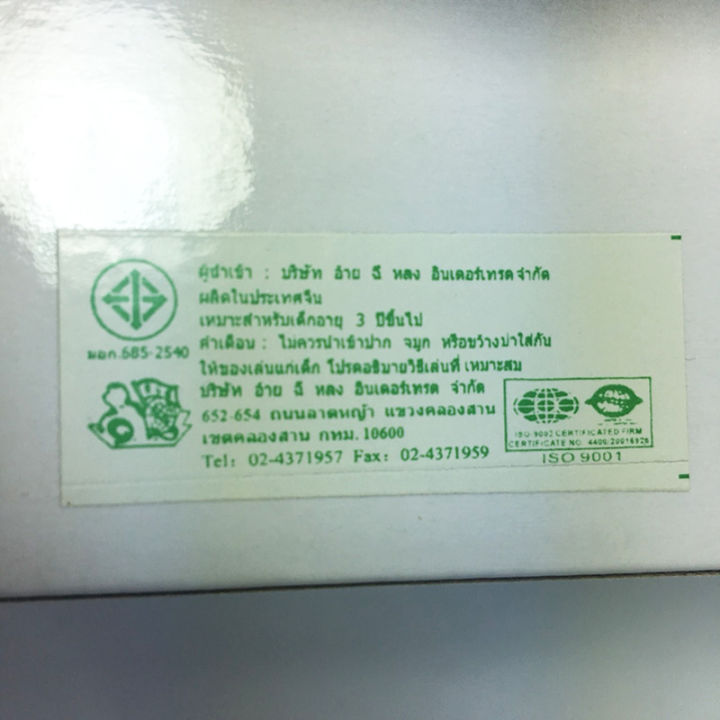 ผู้นำเข้า : บริษัท อ๋าย ฉี หลง อินเตอร์เทรดจำกัด
ผลิตในประเทศจีน
เหมาะสำหรับเด็กอายุ 3 ปีขึ้นไป
มอก.685-2540
คำเตือน : ไม่ควรนำเข้าปาก จมูก หรือขว้างปาใส่กัน
ให้ของเล่นแก่เด็ก โปรดอธิบายวิธีเล่นที่ เหมาะสม
บริษัท อ๋าย ฉี หลง อินเตอร์เทรด จำกัด
652-654 ถนนลาดหญ้า แขวงคลองสาน
เขตคลองสาน กทม. 10600
Tel: 02-4371957 Fax: 02-4371959
ISO 9002 CERTIFICATED FIRM
CERTIFICATE NO. 4400:20016926
ISO 9001